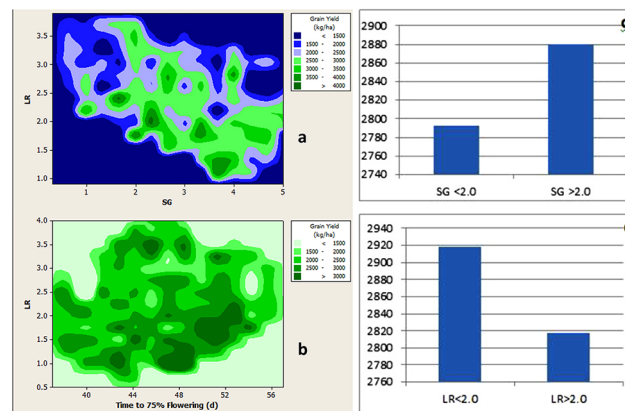 Grain Yield
(kg/ha)
< 1500
1500 - 2000
2000 - 2500
2500 - 3000
3000 - 3500
3500 - 4000
> 4000
3.5
3.0
2.5
2.0
1.5
1.0
LR
1 2 3 4 5
SG
a
2900
2880
2860
2840
2820
2800
2780
2760
2740
SG <2.0 SG >2.0
Grain Yield
(kg/ha)
< 1500
1500 - 2000
2000 - 2500
2500 - 3000
> 3000
4.0
3.5
3.0
2.5
2.0
1.5
1.0
0.5
LR
40 44 48 52 56
Time to 75% Flowering (d)
b
2940
2920
2900
2880
2860
2840
2820
2800
2780
2760
LR<2.0 LR>2.0